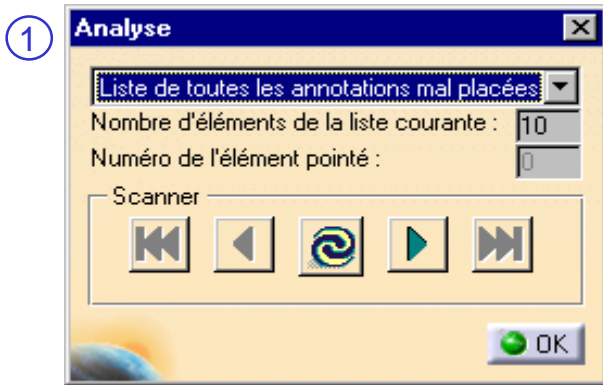 1
Analyse
Liste de toutes les annotations mal placées
Nombre d'éléments de la liste courante : 10
Numéro de l'élément pointé : 0
Scanner
OK